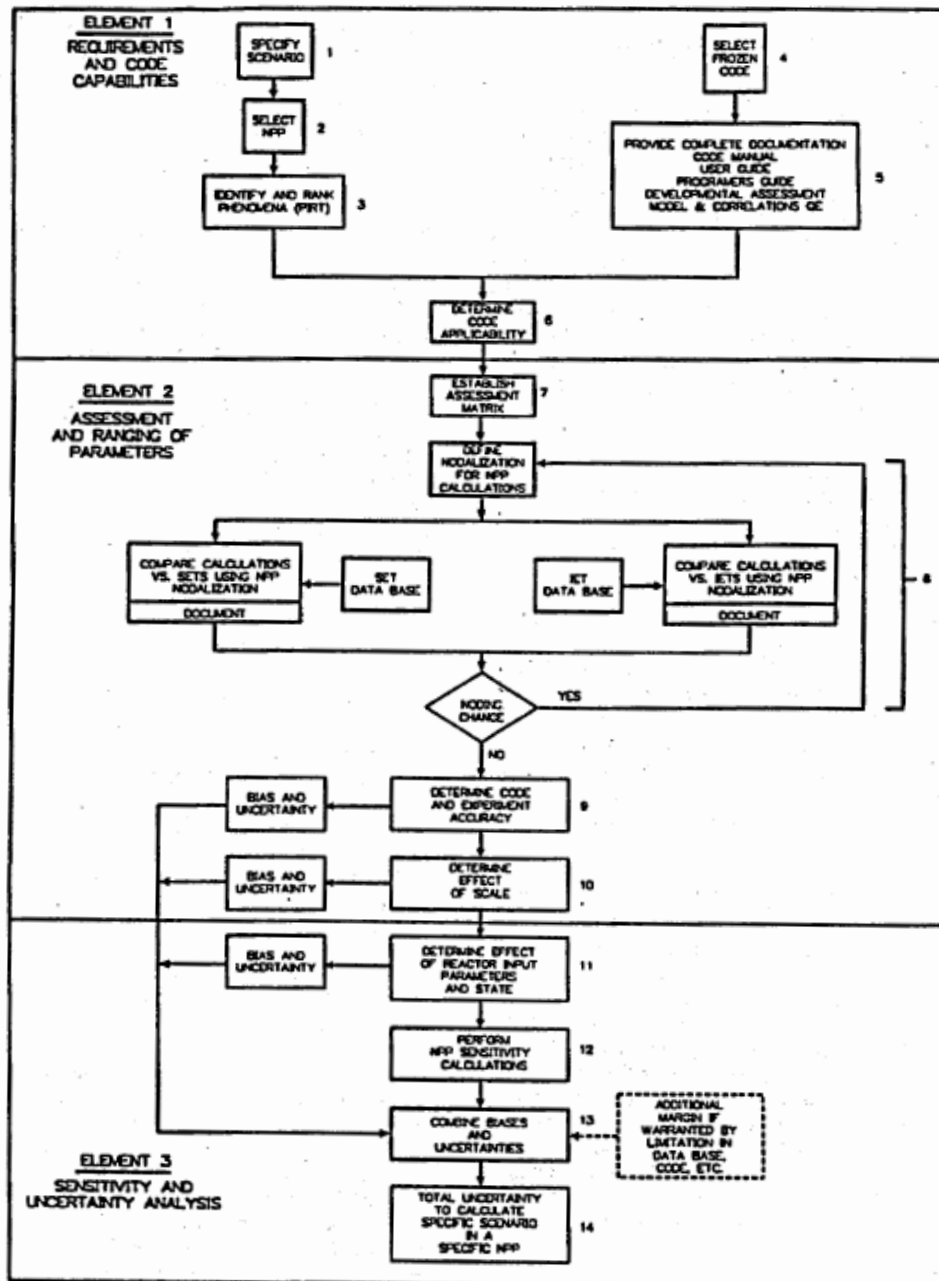 ELEMENT 1
REQUIREMENTS
AND CODE
CAPABILITIES
SPECIFY
SCENARIO
1
SELECT
NPP
2
IDENTIFY AND RANK
PHENOMENA (PIRT)
3
SELECT
FROZEN
CODE
4
PROVIDE COMPLETE DOCUMENTATION
CODE MANUAL
USER GUIDE
PROGRAMERS GUIDE
DEVELOPMENTAL ASSESSMENT
MODEL & CORRELATIONS QE
5
DETERMINE
CODE
APPLICABILITY
6
ELEMENT 2
ASSESSMENT
AND RANGING OF
PARAMETERS
ESTABLISH
ASSESSMENT
MATRIX
7
DEFINE
NODALIZATION
FOR NPP
CALCULATIONS
COMPARE CALCULATIONS
VS. SETS USING NPP
NODALIZATION
DOCUMENT
SET
DATA BASE
IET
DATA BASE
COMPARE CALCULATIONS
VS. IETS USING NPP
NODALIZATION
DOCUMENT
8
NODING
CHANGE
YES
NO
BIAS AND
UNCERTAINTY
DETERMINE CODE
AND EXPERIMENT
ACCURACY
9
BIAS AND
UNCERTAINTY
DETERMINE
EFFECT
OF SCALE
10
BIAS AND
UNCERTAINTY
DETERMINE EFFECT
OF REACTOR INPUT
PARAMETERS
AND STATE
11
PERFORM
NPP SENSITIVITY
CALCULATIONS
12
COMBINE BIASES
AND
UNCERTAINTIES
13
ADDITIONAL
MARGIN IF
WARRANTED BY
LIMITATION IN
DATA BASE,
CODE, ETC.
ELEMENT 3
SENSITIVITY AND
UNCERTAINTY ANALYSIS
TOTAL UNCERTAINTY
TO CALCULATE
SPECIFIC SCENARIO
IN A
SPECIFIC NPP
14